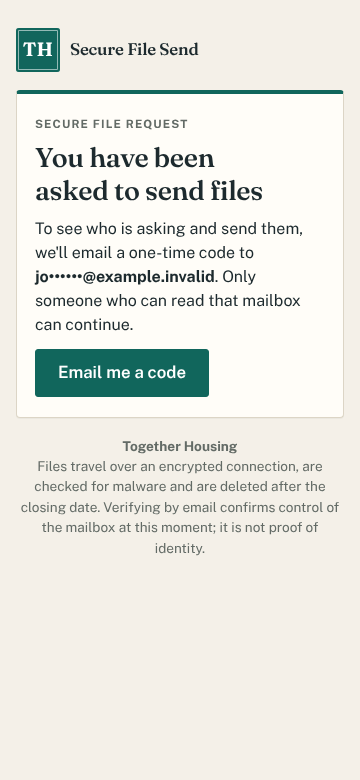 TH
Secure File Send
SECURE FILE REQUEST
You have been
asked to send files
To see who is asking and send them,
we'll email a one-time code to
jo••••••@example.invalid. Only
someone who can read that mailbox
can continue.
Email me a code
Together Housing
Files travel over an encrypted connection, are
checked for malware and are deleted after the
closing date. Verifying by email confirms control of
the mailbox at this moment; it is not proof of
identity.